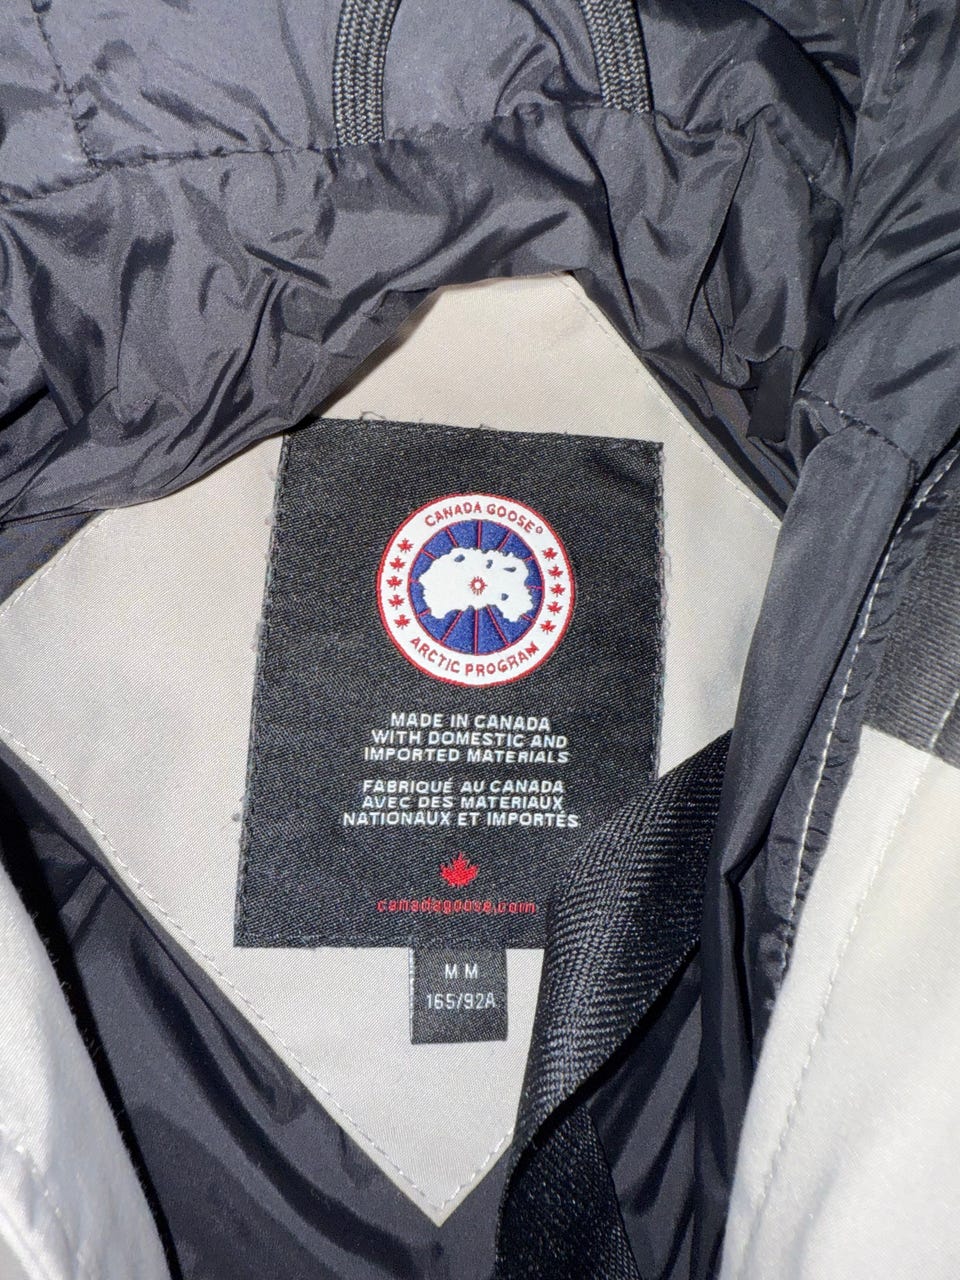 CANADA GOOSE®
ARCTIC PROGRAM
MADE IN CANADA
WITH DOMESTIC AND
IMPORTED MATERIALS
FABRIQUÉ AU CANADA
AVEC DES MATERIAUX
NATIONAUX ET IMPORTÉS
canadagoose.com
M M
165/92A